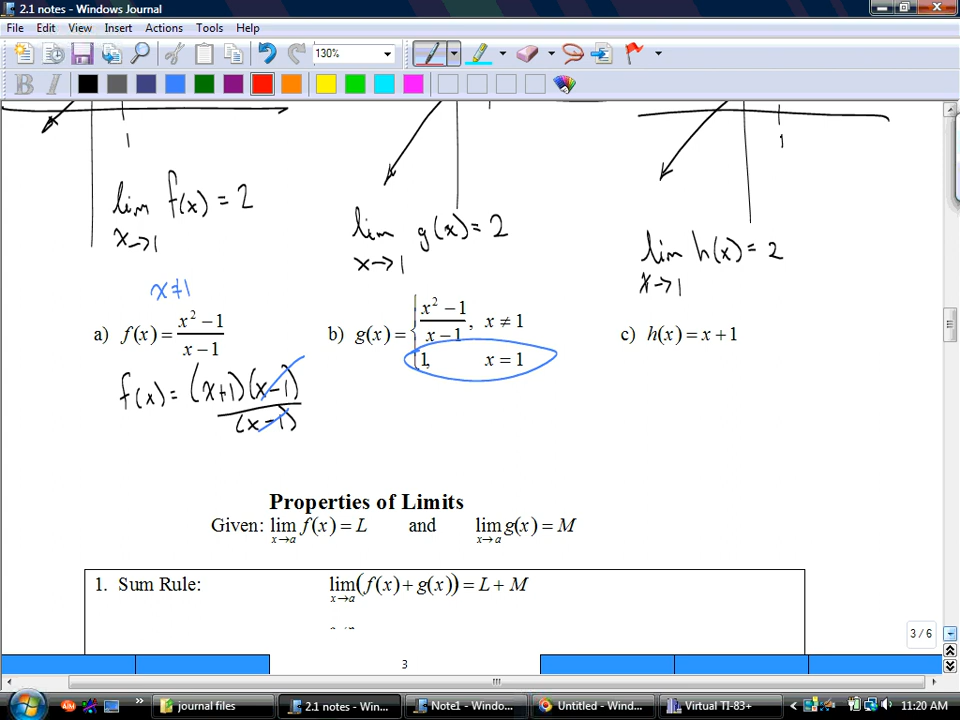 2.1 notes - Windows Journal
File Edit View Insert Actions Tools Help
130%
B I
1
1
lim f(x) = 2
x→1
lim g(x) = 2
x→1
lim h(x) = 2
x→1
x≠1
a) f(x) = x² −1 / x −1
b) g(x) = { x² −1 / x −1, x ≠ 1
1, x = 1
c) h(x) = x + 1
f(x) = (x+1)(x−1) / (x−1)
Properties of Limits
Given: lim x→a f(x) = L and lim x→a g(x) = M
1. Sum Rule: lim x→a (f(x) + g(x)) = L + M
3 / 6
3
journal files
2.1 notes - Win...
Note1 - Windo...
Untitled - Wind...
Virtual TI-83+
11:20 AM